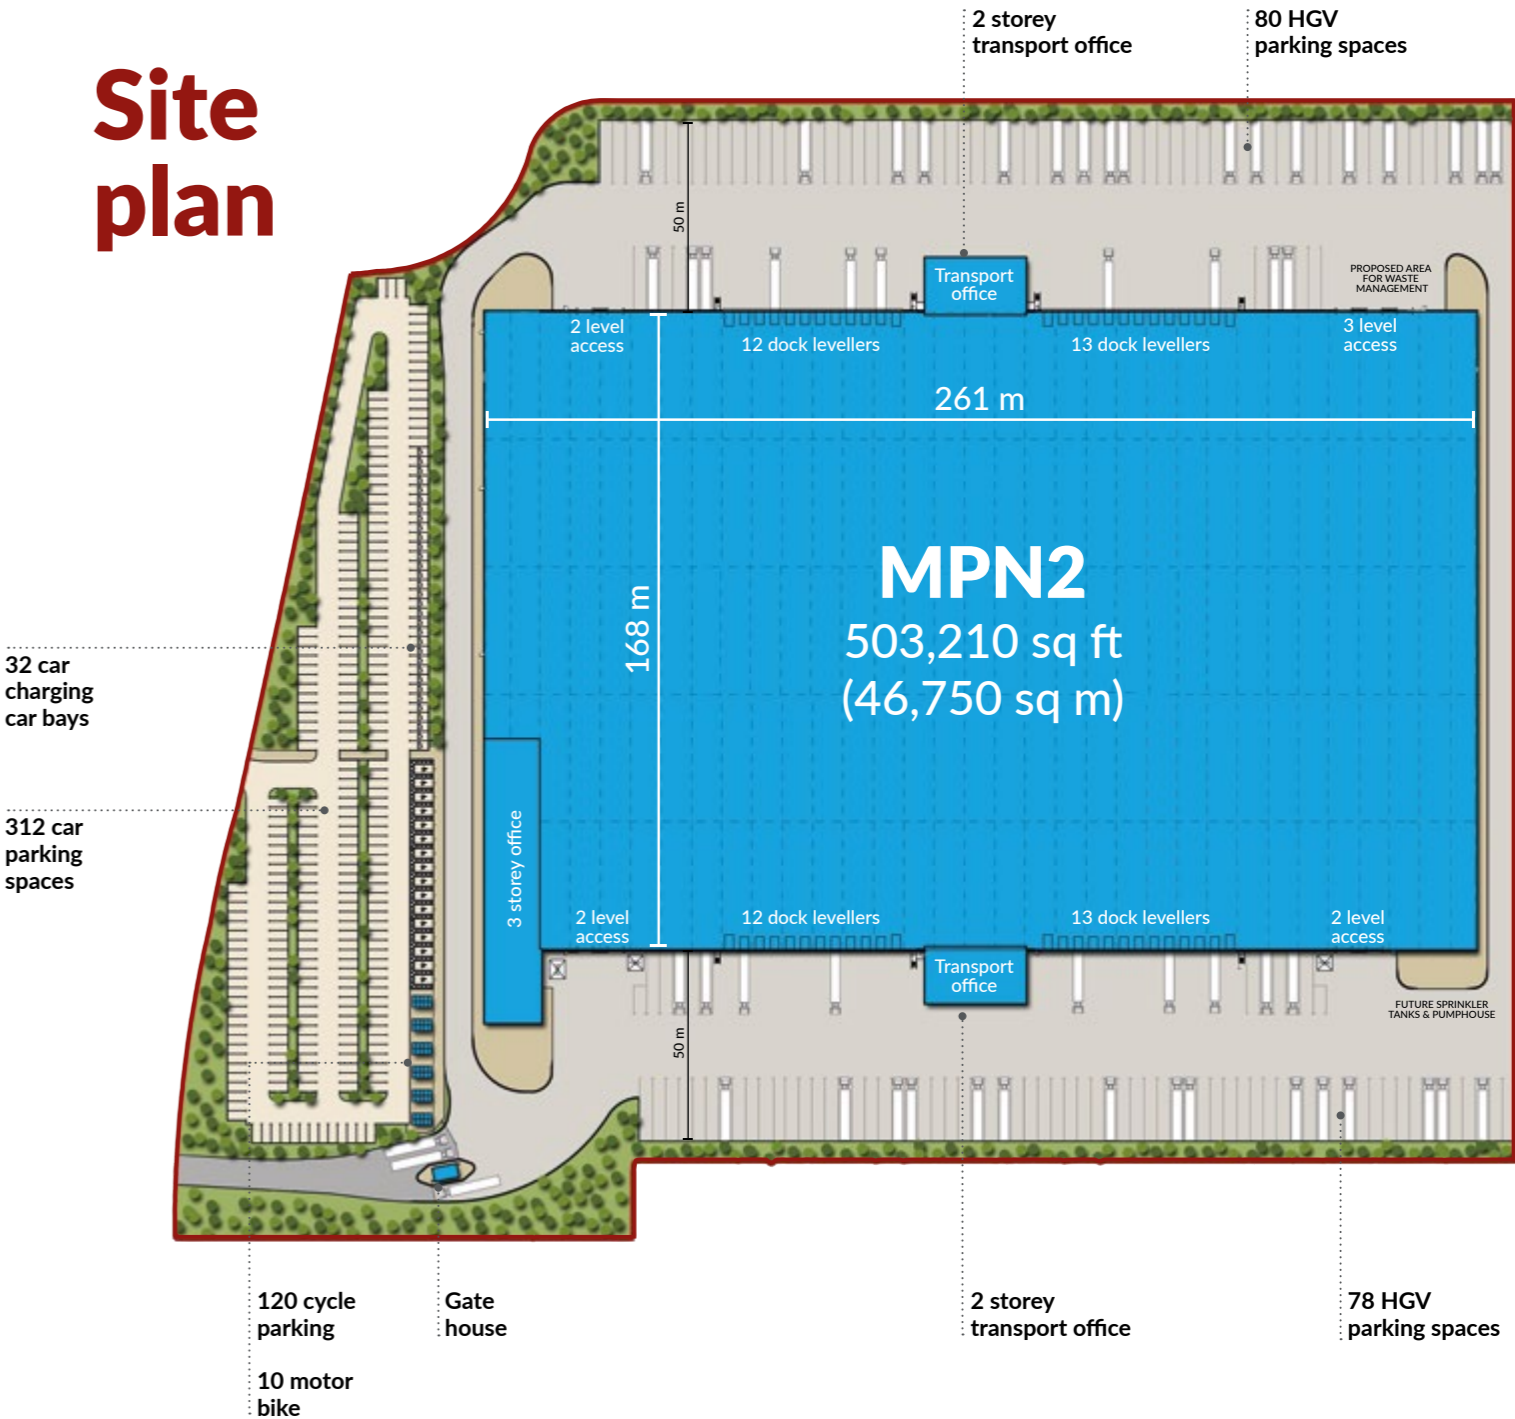 Site
plan
2 storey
transport office
80 HGV
parking spaces
50 m
Transport
office
PROPOSED AREA
FOR WASTE
MANAGEMENT
2 level
access
12 dock levellers
13 dock levellers
3 level
access
261 m
168 m
MPN2
503,210 sq ft
(46,750 sq m)
32 car
charging
car bays
312 car
parking
spaces
3 storey office
2 level
access
12 dock levellers
13 dock levellers
2 level
access
Transport
office
FUTURE SPRINKLER
TANKS & PUMPHOUSE
50 m
120 cycle
parking
Gate
house
2 storey
transport office
78 HGV
parking spaces
10 motor
bike